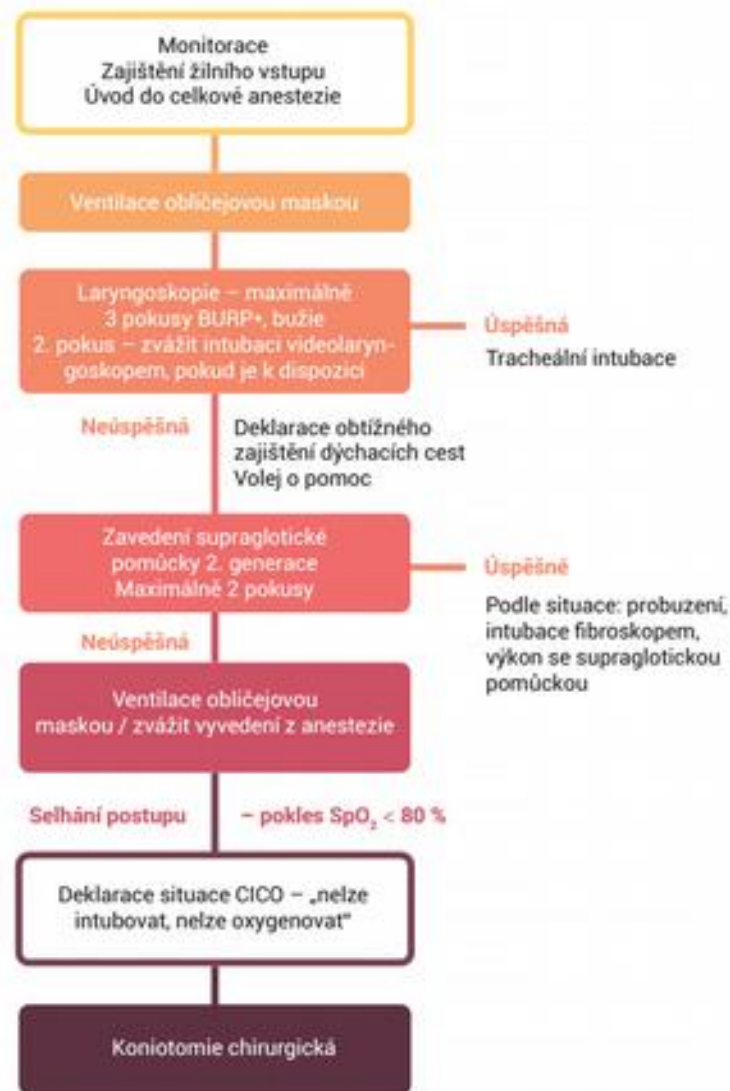 Monitorace
Zajištění žilního vstupu
Úvod do celkové anestezie
Ventilace obličejovou maskou
Laryngoskopie – maximálně
3 pokusy BURP•, bužie
2. pokus – zvážit intubaci videolaryn-
goskopem, pokud je k dispozici
Úspěšná
Tracheální intubace
Neúspěšná
Deklarace obtížného
zajištění dýchacích cest
Volej o pomoc
Zavedení supraglotické
pomůcky 2. generace
Maximálně 2 pokusy
Úspěšně
Podle situace: probuzení,
intubace fibroskopem,
výkon se supraglotickou
pomůckou
Neúspěšná
Ventilace obličejovou
maskou / zvážit vyvedení z anestezie
Selhání postupu – pokles SpO₂ < 80 %
Deklarace situace CICO – „nelze
intubovat, nelze oxygenovat“
Koniotomie chirurgická